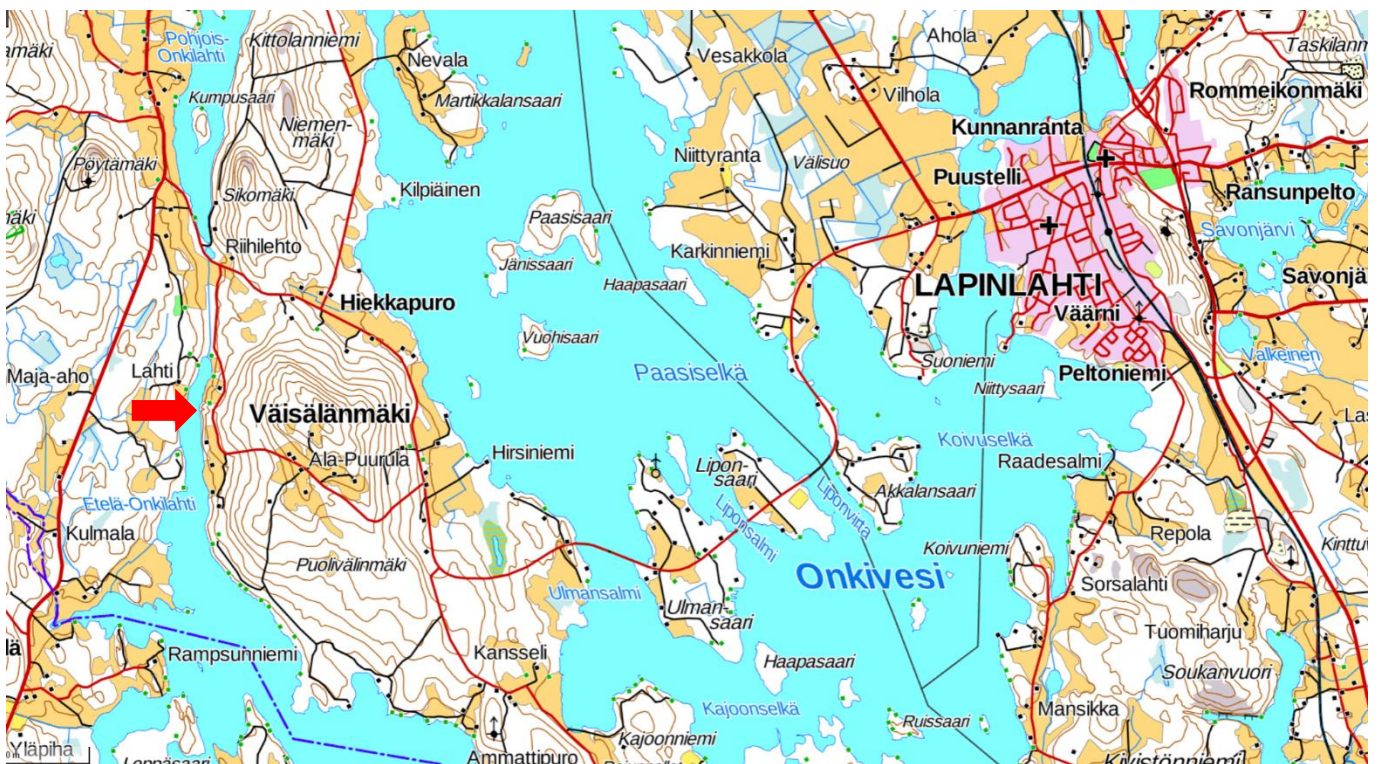 Pohjois-
Onkilahti
Kittolanniemi
Nevala
Vesakkola
Ahola
Kumpusaari
Martikkalansaari
Vilhola
Rommeikonmäki
Niemen-
mäki
Kunnanranta
Pöytämäki
Niittyranta
Välisuo
Sikomäki
Kilpiäinen
Puustelli
Ransunpelto
Paasisaari
Riihilehto
Karkinniemi
Savonjärvi
Jänissaari
Haapasaari
LAPINLAHTI
Hiekkapuro
Väärni
Vuohisaari
Suoniemi
Valkeinen
Maja-aho
Lahti
Paasiselkä
Niittysaari
Peltoniemi
Väisälänmäki
Koivuselkä
Ala-Puurula
Hirsiniemi
Lipon-
saari
Raadesalmi
Akkalansaari
Etelä-Onkilahti
Liponsalmi
Liponvirta
Kulmala
Repola
Koivuniemi
Puolivälinmäki
Onkivesi
Ulmansalmi
Sorsalahti
Ulman-
saari
Tuomiharju
Rampsunniemi
Kansseli
Haapasaari
Soukanvuori
Kajoonselkä
Ruissaari
Mansikka
Yläpiha
Kajoonniemi
Ammattipuro
Kivistönniemi